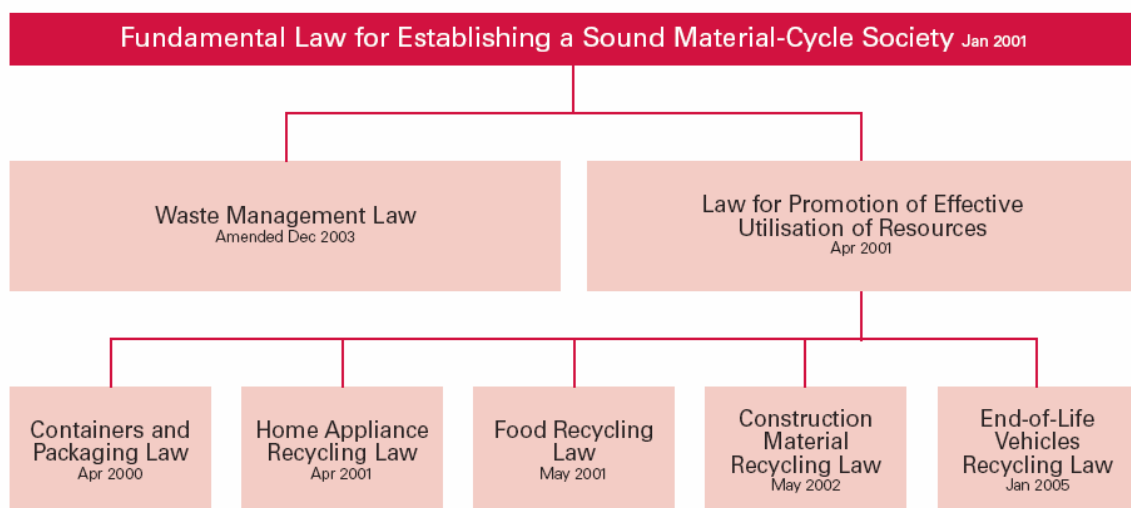 Fundamental Law for Establishing a Sound Material-Cycle Society Jan 2001
Waste Management Law
Amended Dec 2003
Law for Promotion of Effective
Utilisation of Resources
Apr 2001
Containers and
Packaging Law
Apr 2000
Home Appliance
Recycling Law
Apr 2001
Food Recycling
Law
May 2001
Construction
Material
Recycling Law
May 2002
End-of-Life
Vehicles
Recycling Law
Jan 2005